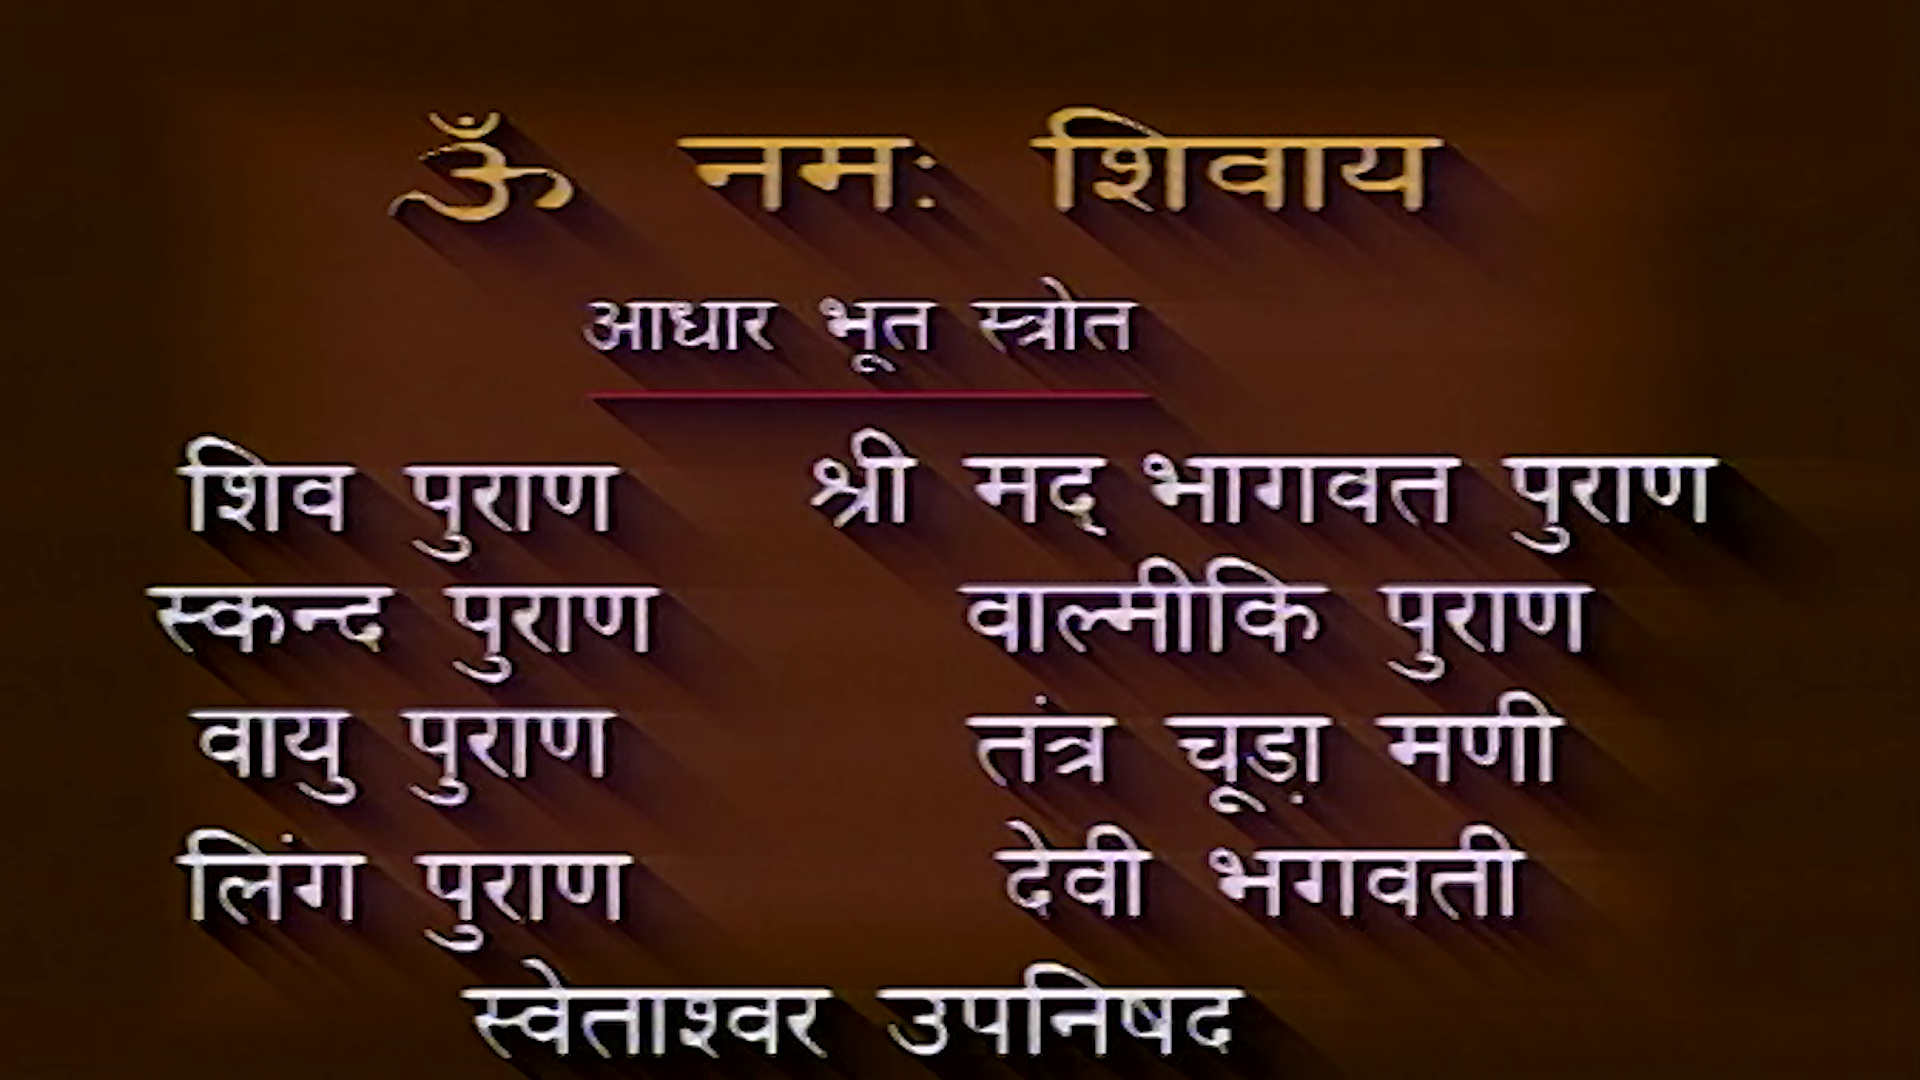 ॐ नमः शिवाय
आधार भूत स्त्रोत
शिव पुराण श्री मद् भागवत पुराण
स्कन्द पुराण वाल्मीकि पुराण
वायु पुराण तंत्र चूड़ा मणी
लिंग पुराण देवी भगवती
स्वेताश्वर उपनिषद